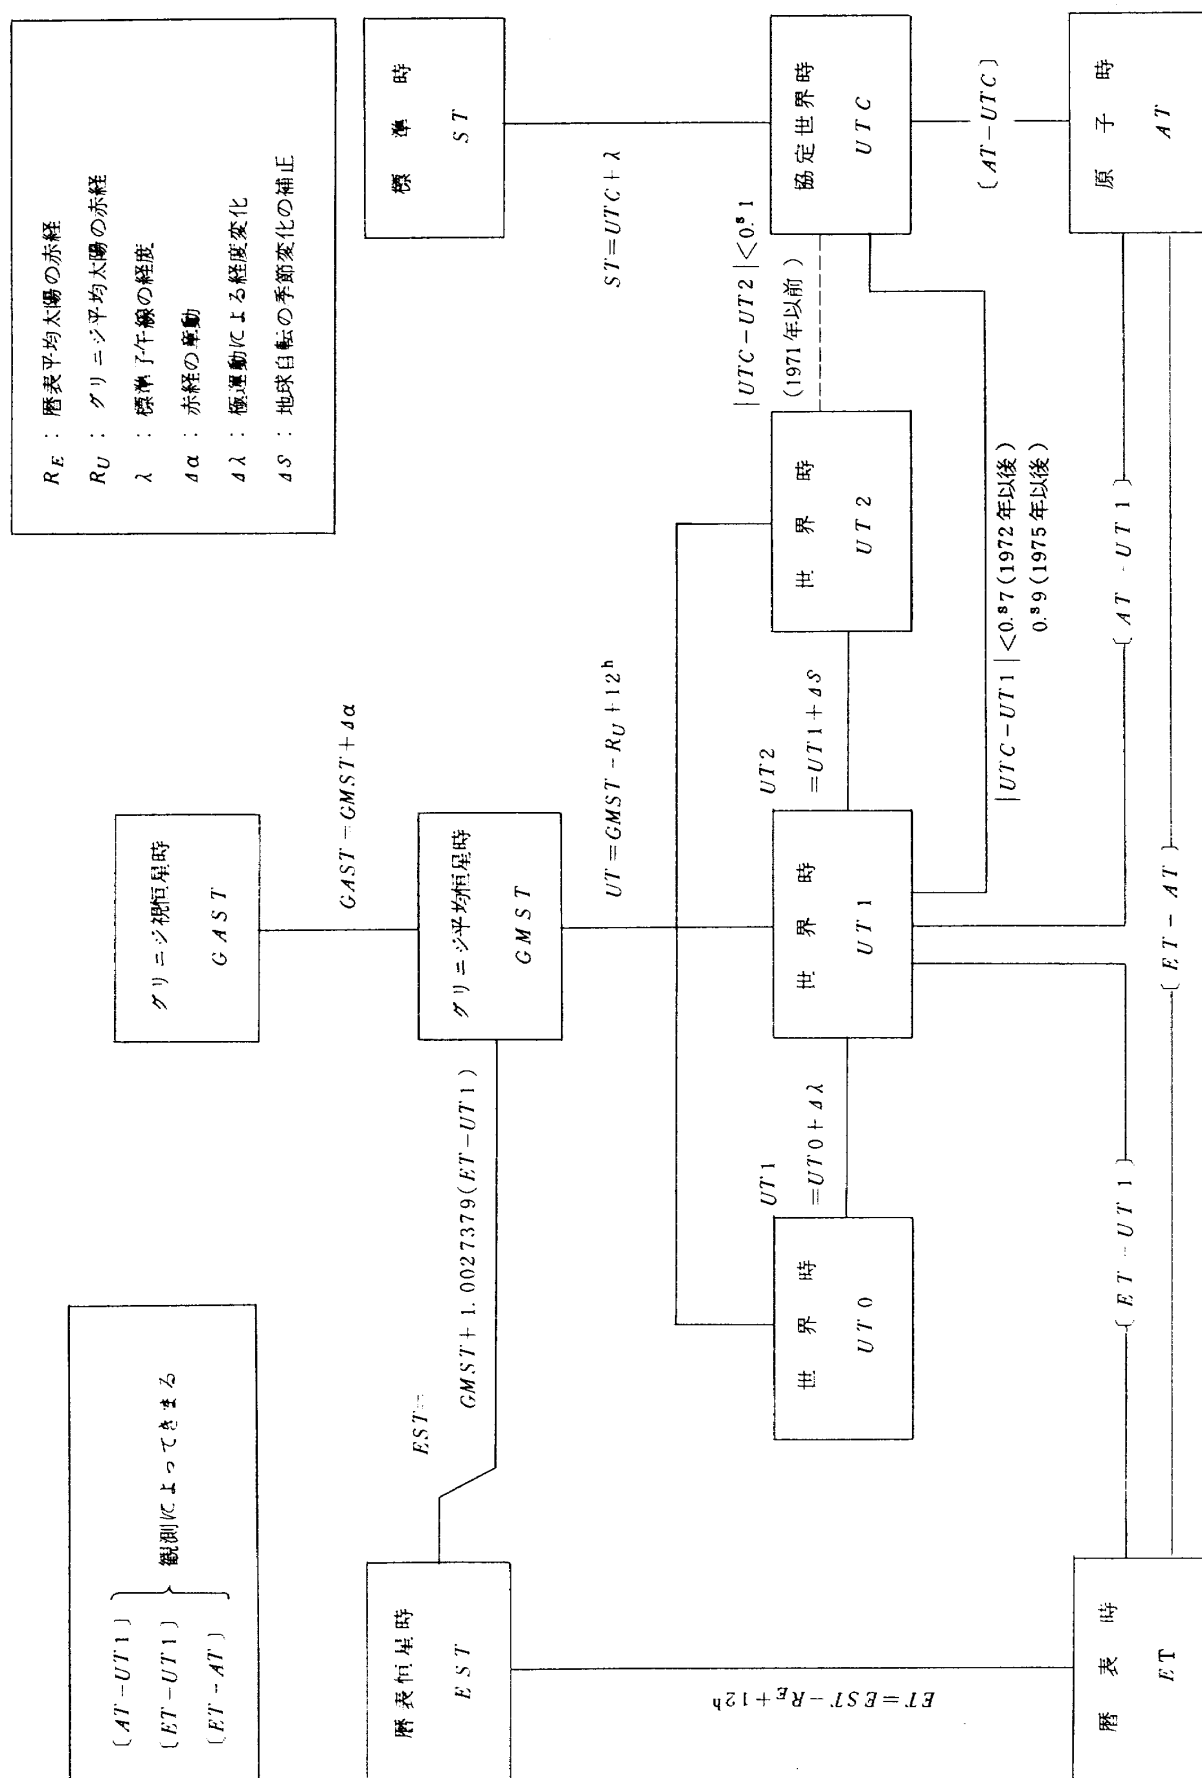 〔AT−UT1〕
〔ET−UT1〕
〔ET−AT〕
観測によってきまる
グリニジ視恒星時
GAST
R_E : 暦表平均太陽の赤経
R_U : グリニジ平均太陽の赤経
λ : 標準子午線の経度
Δα : 赤経の章動
Δλ : 極運動による経度変化
ΔS : 地球自転の季節変化の補正
GAST=GMST+Δα
暦表恒星時
EST
EST=
GMST+1.0027379(ET−UT1)
グリニジ平均恒星時
GMST
標準時
ST
UT=GMST−R_U+12ʰ
ST=UTC+λ
ET=EST−R_E+12ʰ
世界時
UT0
UT1
=UT0+Δλ
世界時
UT1
UT2
=UT1+ΔS
世界時
UT2
|UTC−UT2|<0.ˢ1
(1971年以前)
協定世界時
UTC
|UTC−UT1|<0.ˢ7(1972年以後)
0.ˢ9(1975年以後)
〔AT−UTC〕
〔ET−UT1〕
〔AT−UT1〕
〔ET−AT〕
暦表時
ET
原子時
AT